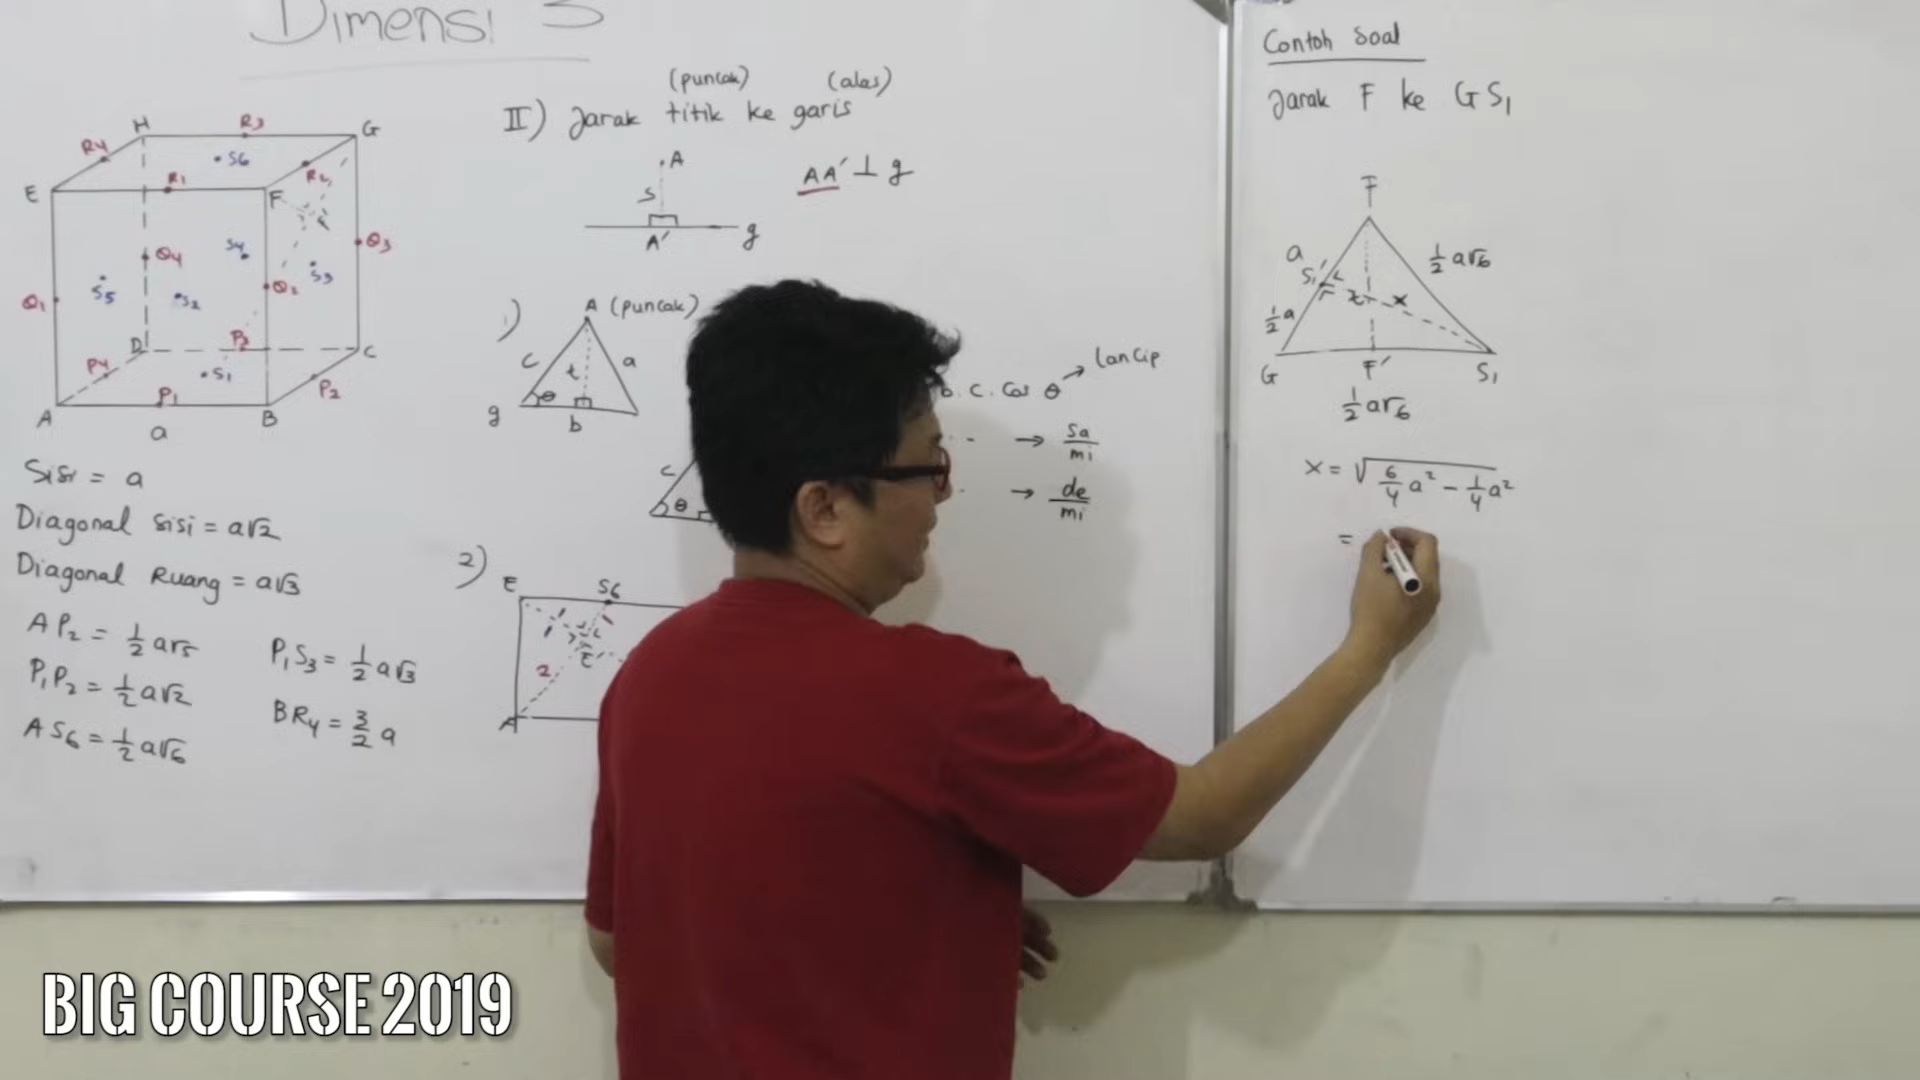 Dimensi 3
H
R3
G
R4
S6
R1
R2
E
F
Q4
S4
Q3
S5
S2
S3
Q1
Q2
D
P3
C
P4
S1
P2
A
P1
B
a
Sisi = a
Diagonal sisi = a√2
Diagonal Ruang = a√3
AP2 = 1/2 a√5
P1P2 = 1/2 a√2
AS6 = 1/2 a√6
P1S3 = 1/2 a√3
BR4 = 3/2 a
(puncak) (alas)
II) Jarak titik ke garis
A
S
A'
g
AA' ⊥ g
1)
A (puncak)
c
t
a
θ
g
b
c
θ
b. c. Cos θ → lancip
→ sa/mi
→ de/mi
2)
E
S6
2
t
A
Contoh Soal
Jarak F ke GS1
F
a
S1'
1/2 a√6
t
x
1/2 a
G
F'
S1
1/2 a√6
x = √ 6/4 a² - 1/4 a²
=
BIG COURSE 2019